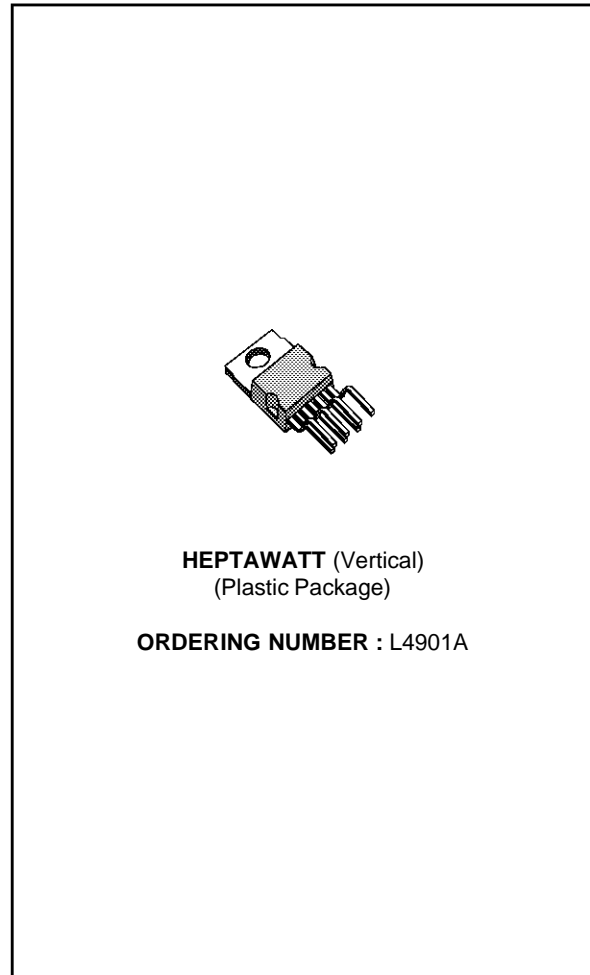 HEPTAWATT (Vertical)
(Plastic Package)
ORDERING NUMBER : L4901A